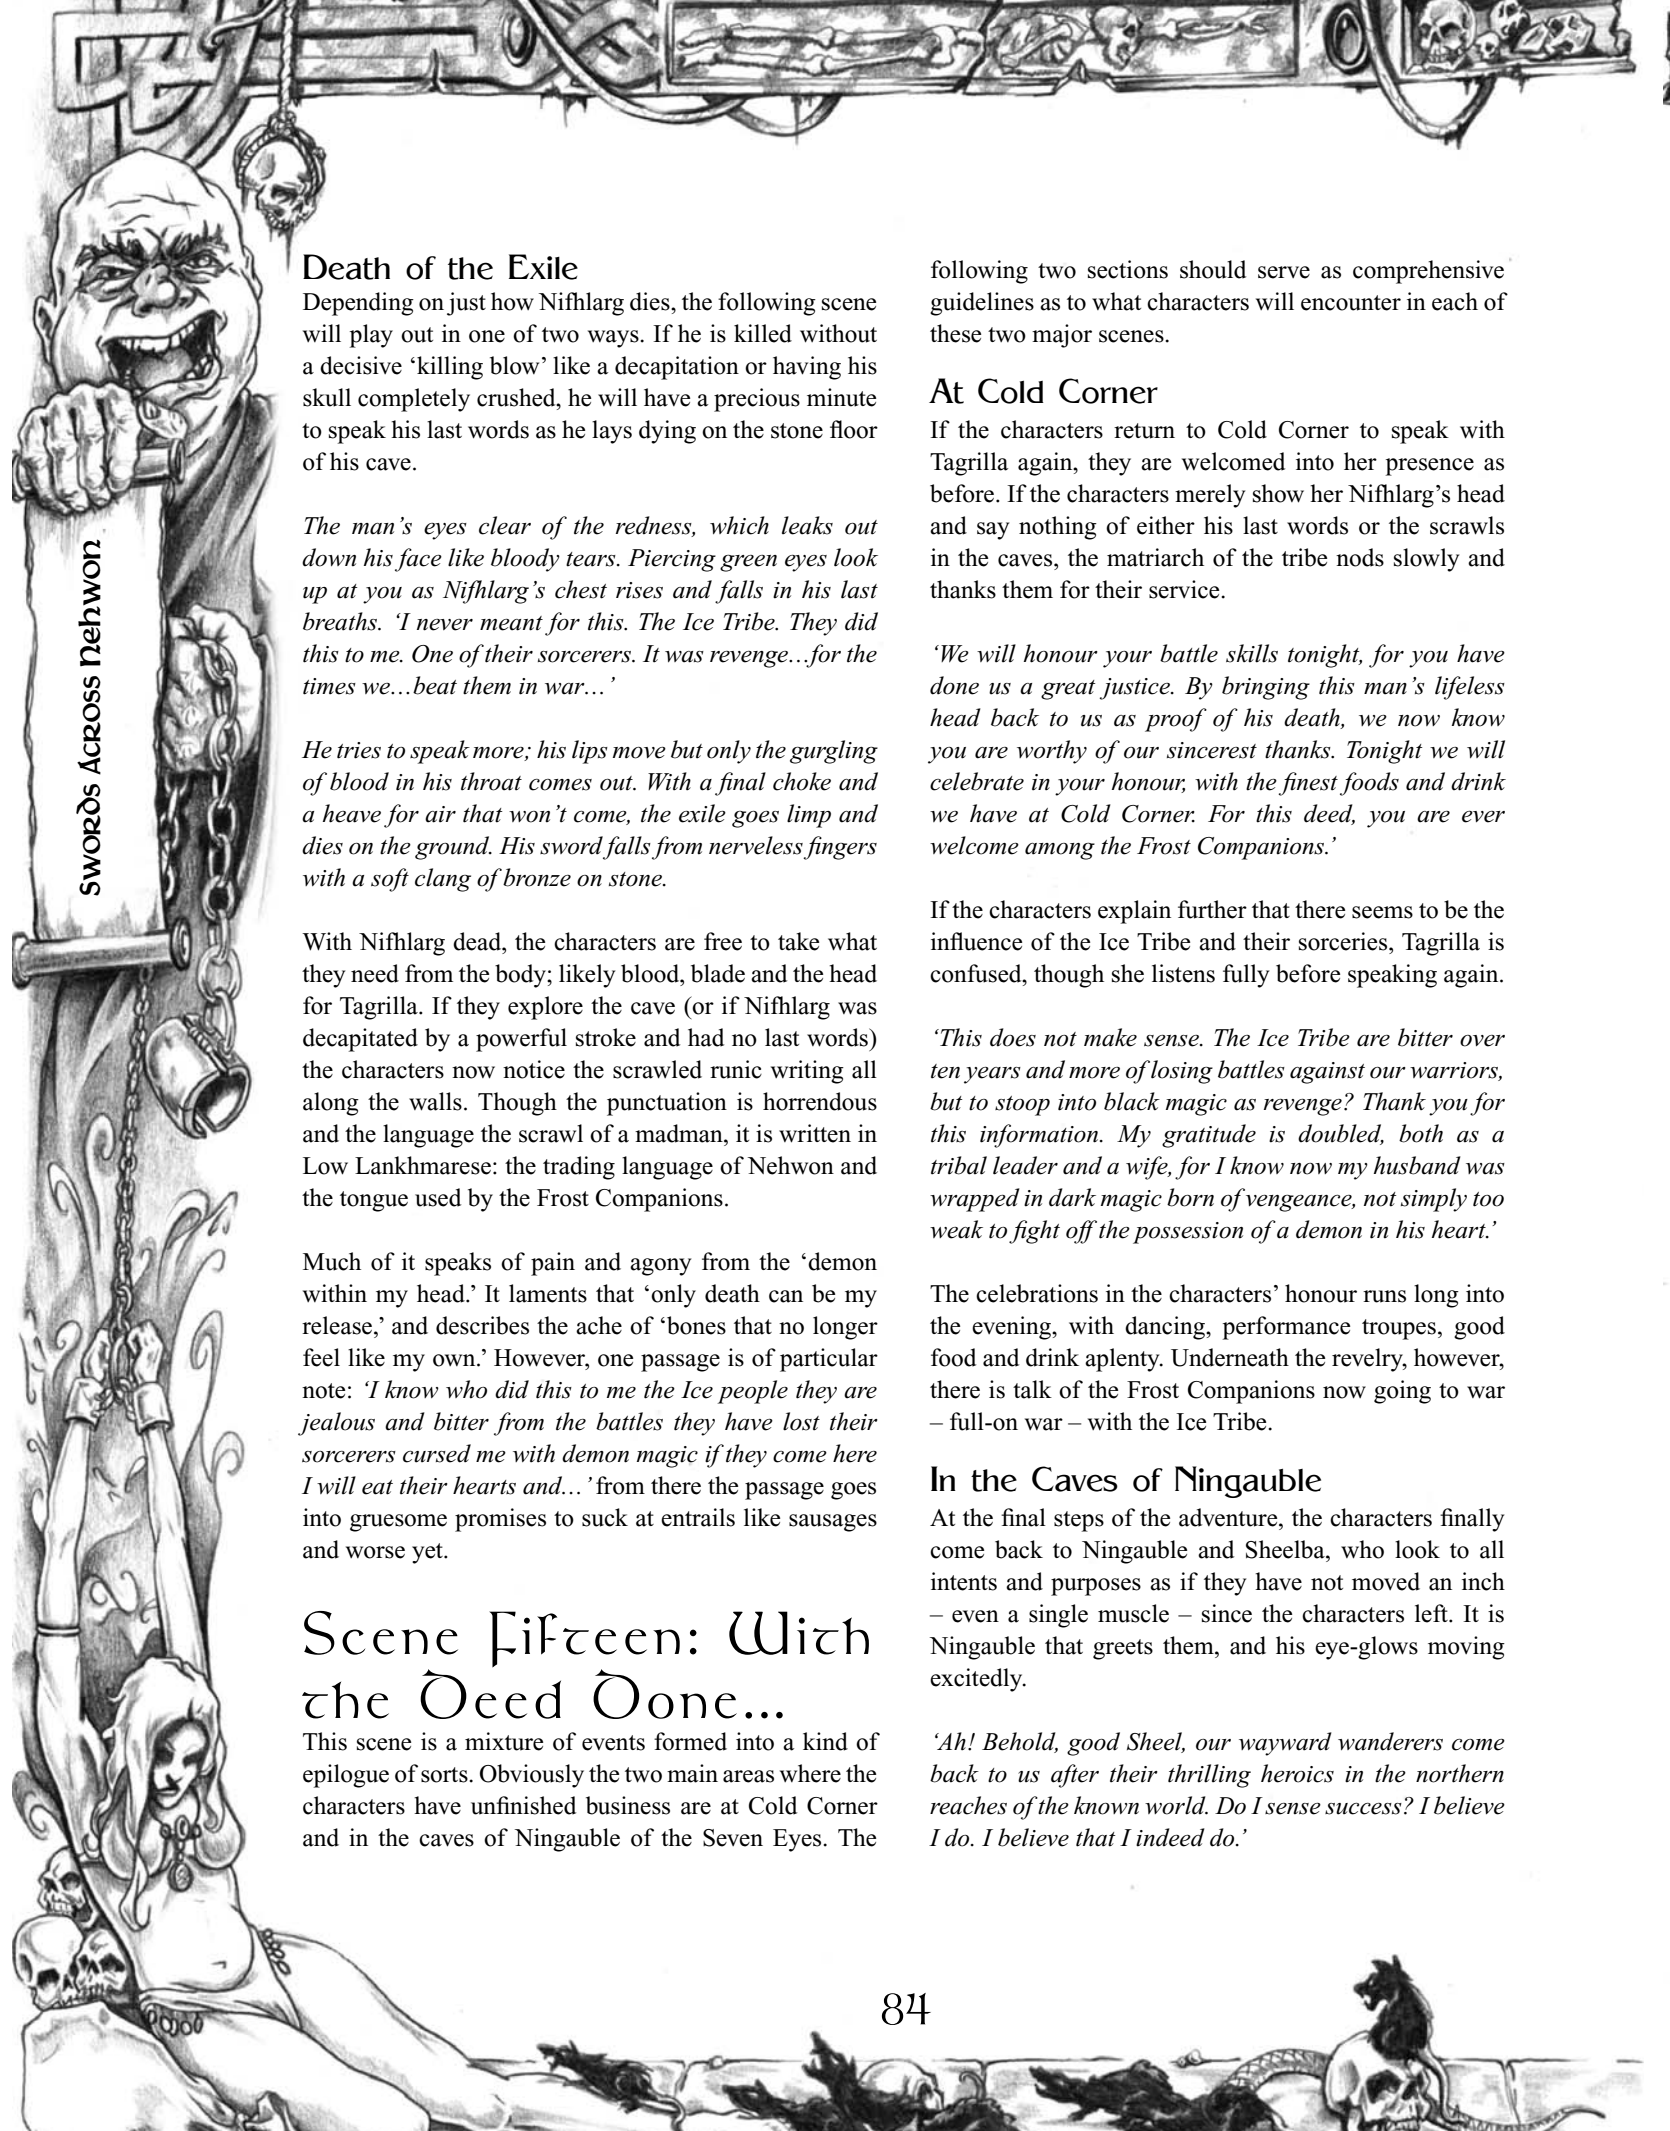 Swords Across Nehwon
Death of the Exile
Depending on just how Nifhlarg dies, the following scene
will play out in one of two ways. If he is killed without
a decisive ‘killing blow’ like a decapitation or having his
skull completely crushed, he will have a precious minute
to speak his last words as he lays dying on the stone floor
of his cave.
The man’s eyes clear of the redness, which leaks out
down his face like bloody tears. Piercing green eyes look
up at you as Nifhlarg’s chest rises and falls in his last
breaths. ‘I never meant for this. The Ice Tribe. They did
this to me. One of their sorcerers. It was revenge…for the
times we…beat them in war…’
He tries to speak more; his lips move but only the gurgling
of blood in his throat comes out. With a final choke and
a heave for air that won’t come, the exile goes limp and
dies on the ground. His sword falls from nerveless fingers
with a soft clang of bronze on stone.
With Nifhlarg dead, the characters are free to take what
they need from the body; likely blood, blade and the head
for Tagrilla. If they explore the cave (or if Nifhlarg was
decapitated by a powerful stroke and had no last words)
the characters now notice the scrawled runic writing all
along the walls. Though the punctuation is horrendous
and the language the scrawl of a madman, it is written in
Low Lankhmarese: the trading language of Nehwon and
the tongue used by the Frost Companions.
Much of it speaks of pain and agony from the ‘demon
within my head.’ It laments that ‘only death can be my
release,’ and describes the ache of ‘bones that no longer
feel like my own.’ However, one passage is of particular
note: ‘I know who did this to me the Ice people they are
jealous and bitter from the battles they have lost their
sorcerers cursed me with demon magic if they come here
I will eat their hearts and…’ from there the passage goes
into gruesome promises to suck at entrails like sausages
and worse yet.
Scene Fifteen: With
the Deed Done...
This scene is a mixture of events formed into a kind of
epilogue of sorts. Obviously the two main areas where the
characters have unfinished business are at Cold Corner
and in the caves of Ningauble of the Seven Eyes. The
following two sections should serve as comprehensive
guidelines as to what characters will encounter in each of
these two major scenes.
At Cold Corner
If the characters return to Cold Corner to speak with
Tagrilla again, they are welcomed into her presence as
before. If the characters merely show her Nifhlarg’s head
and say nothing of either his last words or the scrawls
in the caves, the matriarch of the tribe nods slowly and
thanks them for their service.
‘We will honour your battle skills tonight, for you have
done us a great justice. By bringing this man’s lifeless
head back to us as proof of his death, we now know
you are worthy of our sincerest thanks. Tonight we will
celebrate in your honour, with the finest foods and drink
we have at Cold Corner. For this deed, you are ever
welcome among the Frost Companions.’
If the characters explain further that there seems to be the
influence of the Ice Tribe and their sorceries, Tagrilla is
confused, though she listens fully before speaking again.
‘This does not make sense. The Ice Tribe are bitter over
ten years and more of losing battles against our warriors,
but to stoop into black magic as revenge? Thank you for
this information. My gratitude is doubled, both as a
tribal leader and a wife, for I know now my husband was
wrapped in dark magic born of vengeance, not simply too
weak to fight off the possession of a demon in his heart.’
The celebrations in the characters’ honour runs long into
the evening, with dancing, performance troupes, good
food and drink aplenty. Underneath the revelry, however,
there is talk of the Frost Companions now going to war
– full-on war – with the Ice Tribe.
In the Caves of Ningauble
At the final steps of the adventure, the characters finally
come back to Ningauble and Sheelba, who look to all
intents and purposes as if they have not moved an inch
– even a single muscle – since the characters left. It is
Ningauble that greets them, and his eye-glows moving
excitedly.
‘Ah! Behold, good Sheel, our wayward wanderers come
back to us after their thrilling heroics in the northern
reaches of the known world. Do I sense success? I believe
I do. I believe that I indeed do.’
84